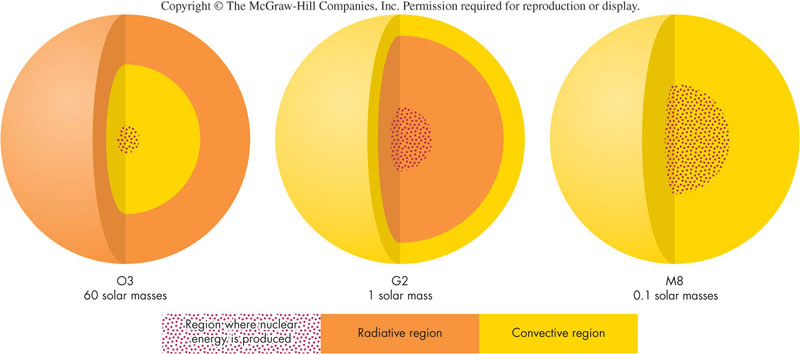 Copyright © The McGraw-Hill Companies, Inc. Permission required for reproduction or display.
O3
60 solar masses
G2
1 solar mass
M8
0.1 solar masses
Region where nuclear
energy is produced
Radiative region
Convective region